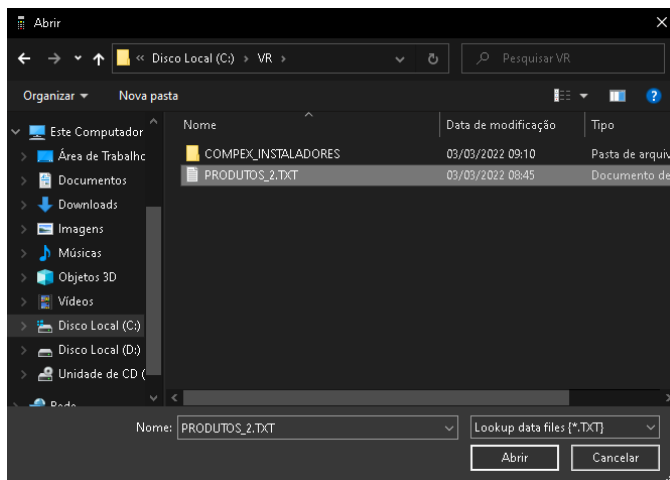 Abrir
« Disco Local (C:) › VR ›
Pesquisar VR
Organizar
Nova pasta
Este Computador
Área de Trabalho
Documentos
Downloads
Imagens
Músicas
Objetos 3D
Vídeos
Disco Local (C:)
Disco Local (D:)
Unidade de CD (
Nome Data de modificação Tipo
COMPEX_INSTALADORES 03/03/2022 09:10 Pasta de arquiv
PRODUTOS_2.TXT 03/03/2022 08:45 Documento de
Nome: PRODUTOS_2.TXT Lookup data files {*.TXT}
Abrir Cancelar